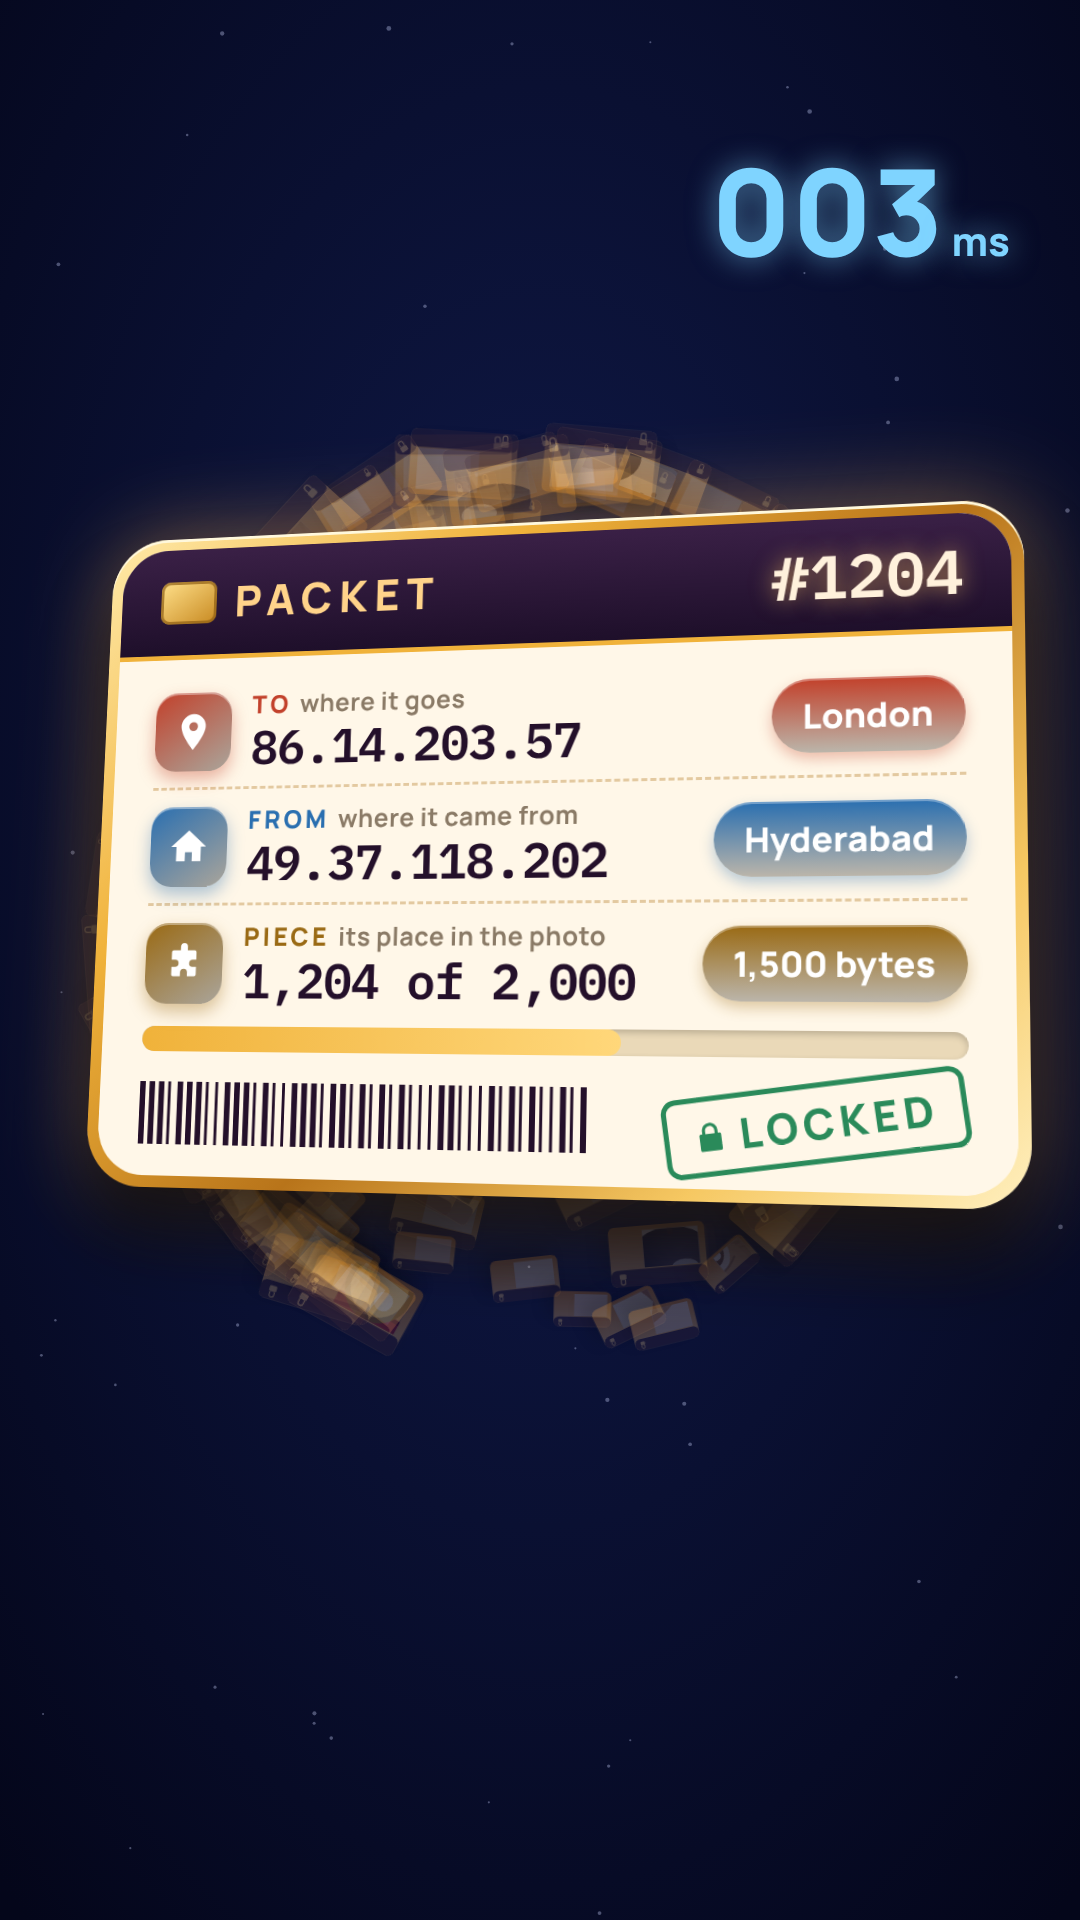 003 ms
PACKET
#1204
TO where it goes
86.14.203.57
London
FROM where it came from
49.37.118.202
Hyderabad
PIECE its place in the photo
1,204 of 2,000
1,500 bytes
LOCKED